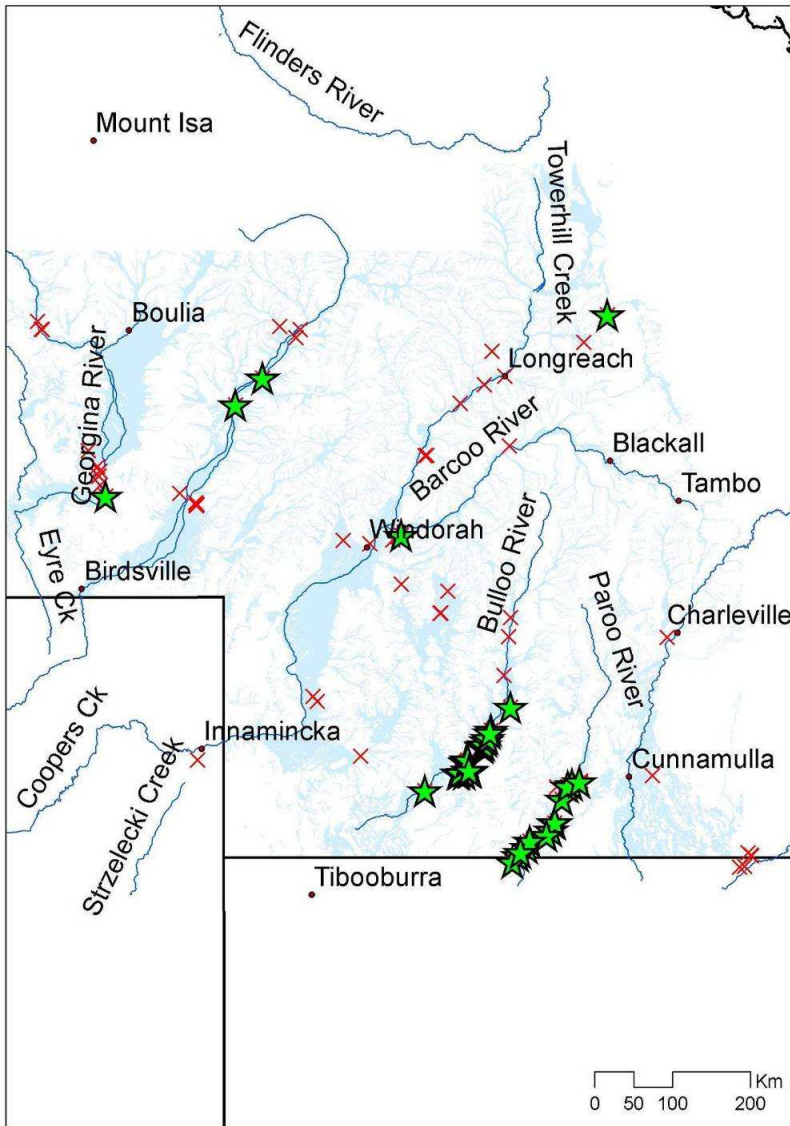 Flinders River
Mount Isa
Towerhill Creek
Boulia
Georgina River
Longreach
Barcoo River
Blackall
Tambo
Windorah
Eyre Ck
Birdsville
Bulloo River
Paroo River
Charleville
Coopers Ck
Innamincka
Strzelecki Creek
Cunnamulla
Tibooburra
Km
0 50 100 200